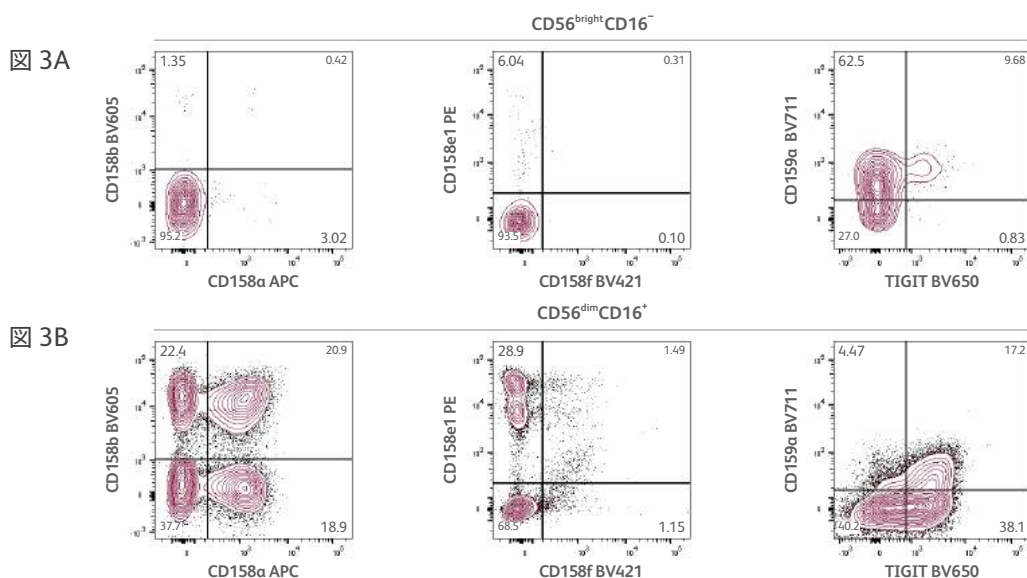 CD56bright CD16−
図 3A
1.35 0.42
CD158b BV605
95.2 3.02
CD158a APC
6.04 0.31
CD158e1 PE
93.5 0.10
CD158f BV421
62.5 9.68
CD159a BV711
27.0 0.83
TIGIT BV650
CD56dim CD16+
図 3B
22.4 20.9
CD158b BV605
37.7 18.9
CD158a APC
28.9 1.49
CD158e1 PE
68.5 1.15
CD158f BV421
4.47 17.2
CD159a BV711
40.2 38.1
TIGIT BV650